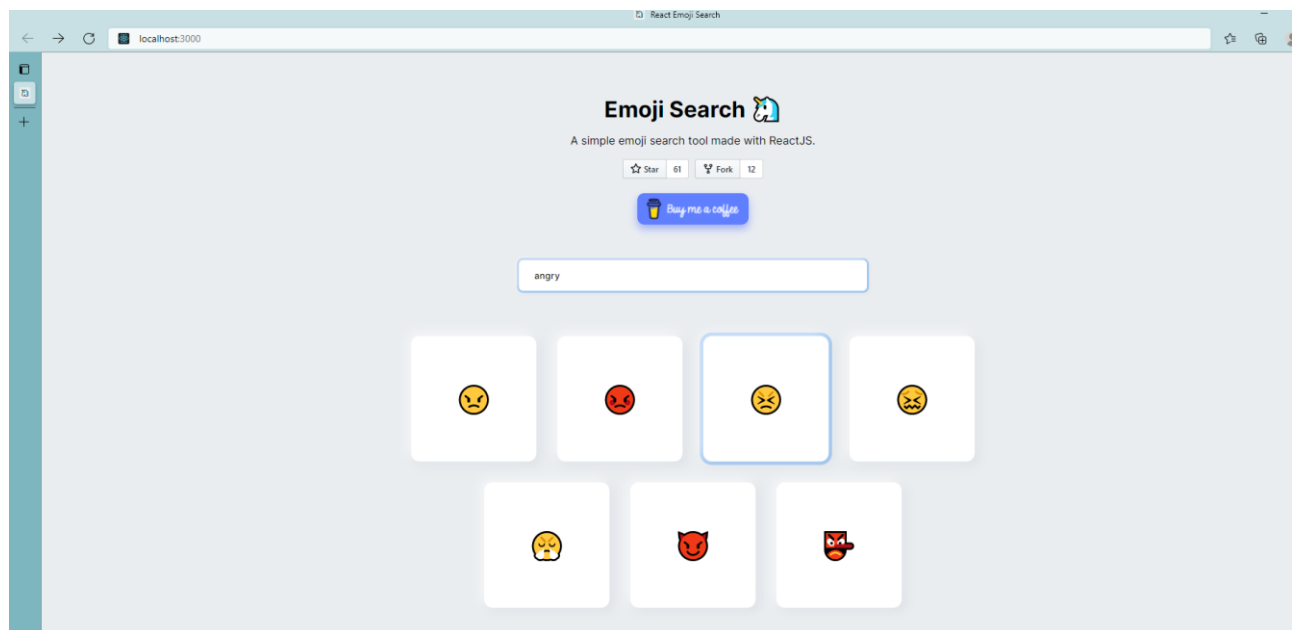 React Emoji Search
localhost:3000
Emoji Search
A simple emoji search tool made with ReactJS.
Star 61 Fork 12
Buy me a coffee
angry